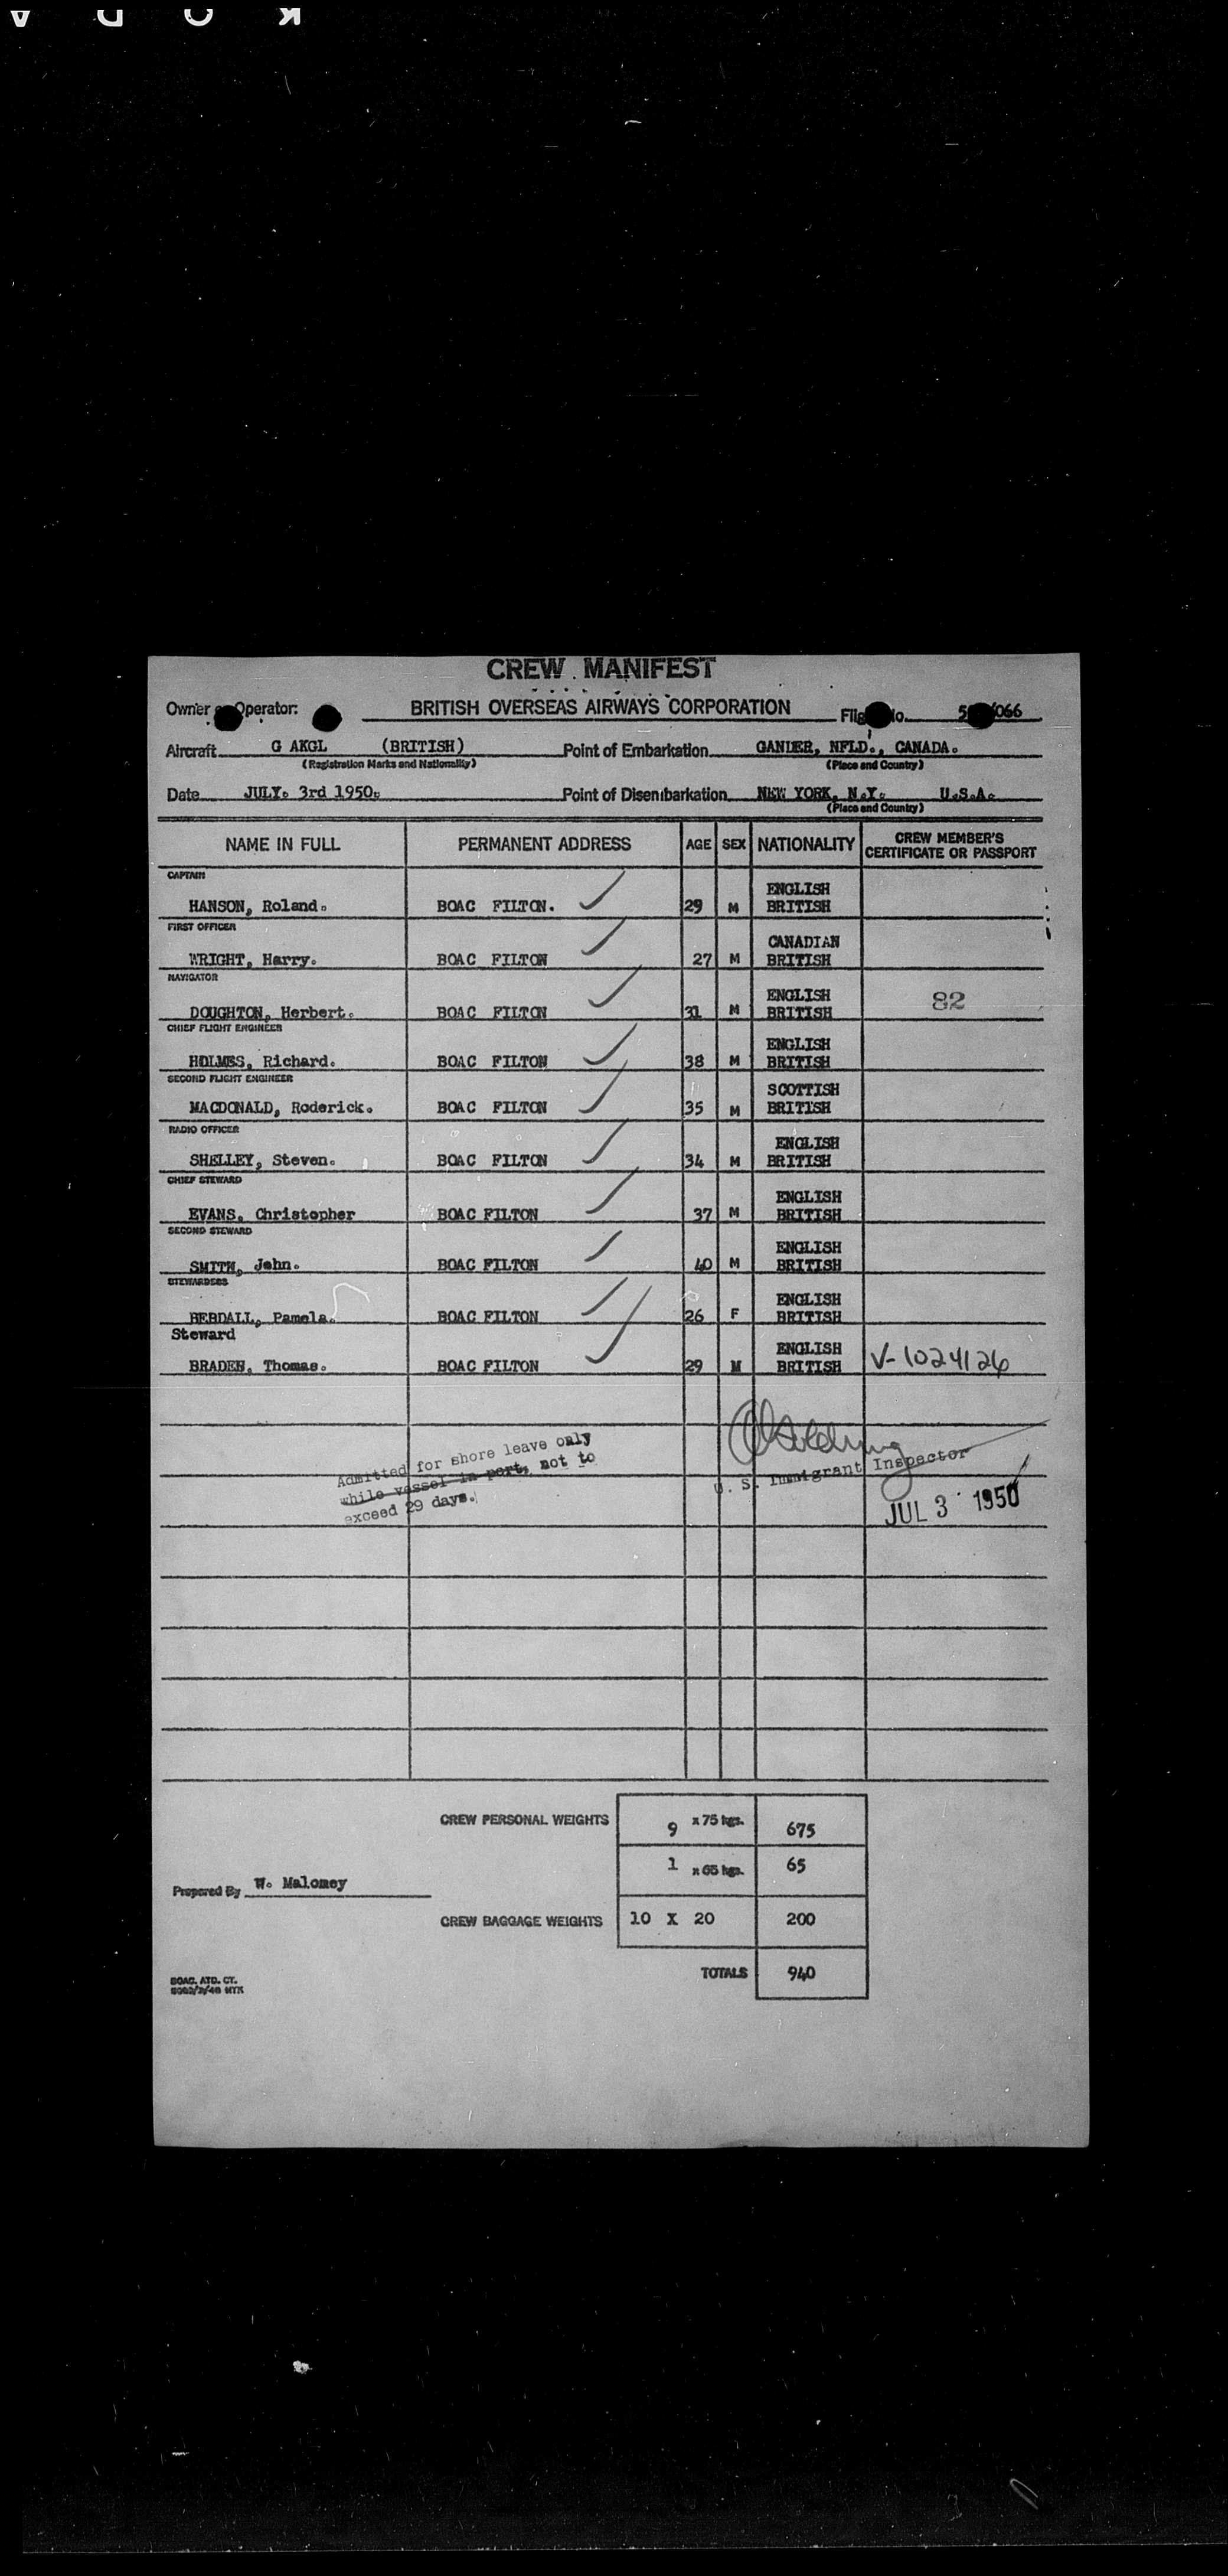 CREW MANIFEST
Owner Operator: BRITISH OVERSEAS AIRWAYS CORPORATION
Aircraft G AKGL (BRITISH) Point of Embarkation GANIER, NFLD., CANADA.
(Registration Marks and Nationality) (Place and Country)
Date JULY. 3rd 1950. Point of Disembarkation NEW YORK, N.Y. U.S.A.
(Place and Country)
NAME IN FULL PERMANENT ADDRESS AGE SEX NATIONALITY CREW MEMBER'S
CERTIFICATE OR PASSPORT
CAPTAIN
ENGLISH
HANSON, Roland. BOAC FILTON. 29 M BRITISH
FIRST OFFICER
CANADIAN
WRIGHT, Harry. BOAC FILTON 27 M BRITISH
NAVIGATOR
ENGLISH 82
DOUGHTON, Herbert. BOAC FILTON 31 M BRITISH
CHIEF FLIGHT ENGINEER
ENGLISH
HOLMES, Richard. BOAC FILTON 38 M BRITISH
SECOND FLIGHT ENGINEER
SCOTTISH
MACDONALD, Roderick. BOAC FILTON 35 M BRITISH
RADIO OFFICER
ENGLISH
SHELLEY, Steven. BOAC FILTON 34 M BRITISH
CHIEF STEWARD
ENGLISH
EVANS, Christopher BOAC FILTON 37 M BRITISH
SECOND STEWARD
ENGLISH
SMITH, John. BOAC FILTON 40 M BRITISH
STEWARDESS
ENGLISH
Pamela. BOAC FILTON 26 F BRITISH
Steward
ENGLISH
BRADEN, Thomas. BOAC FILTON 29 M BRITISH V-1024126
Admitted for shore leave only
while vessel in port, not to
exceed 29 days.
U. S. Immigrant Inspector
JUL 3 1950
CREW PERSONAL WEIGHTS 9 x 75 kgs. 675
1 x 65 kgs. 65
Prepared By W. Maloney
CREW BAGGAGE WEIGHTS 10 X 20 200
TOTALS 940
BOAC. ATD. CT.